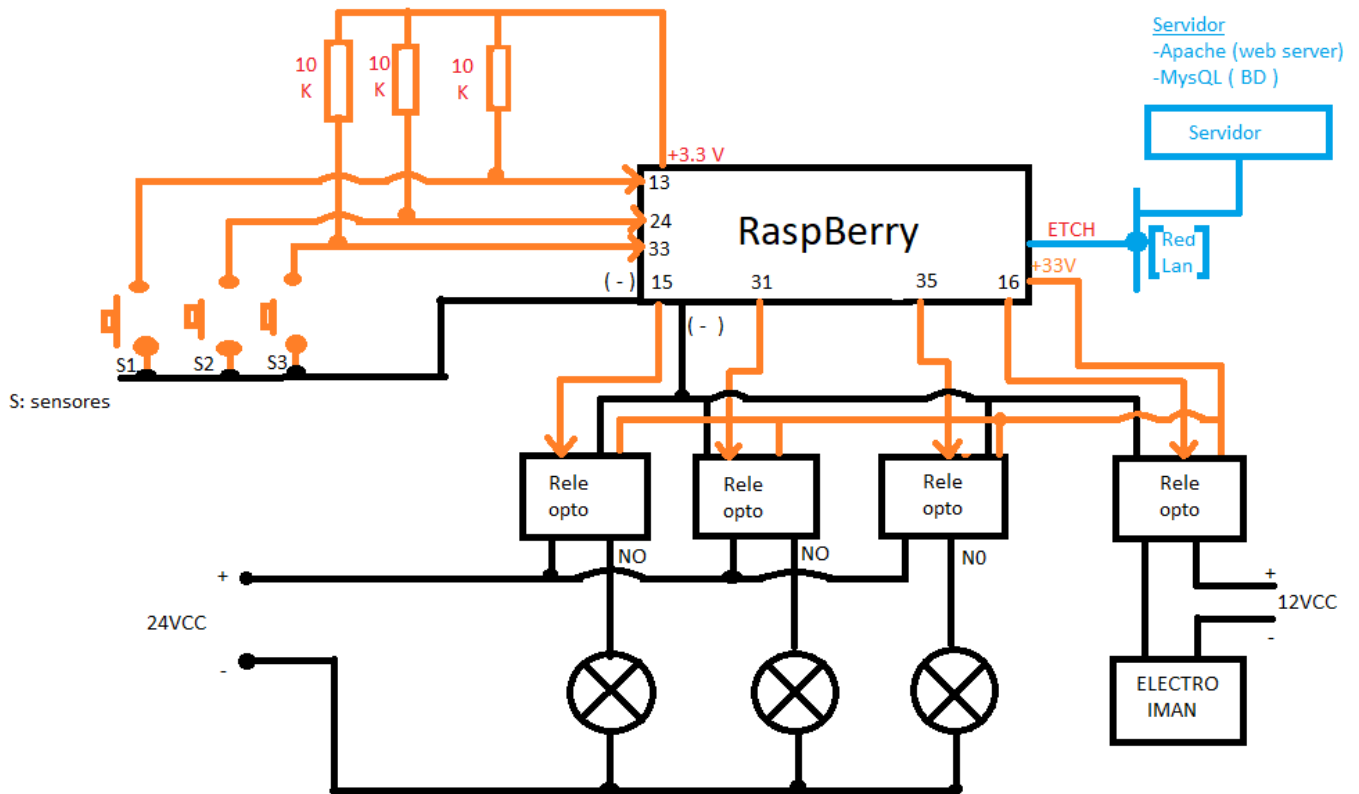 Servidor
-Apache (web server)
-MysQL ( BD )
Servidor
10
K
10
K
10
K
+3.3 V
13
24
33
RaspBerry
ETCH
Red
Lan
+33V
( - )
15
31
35
16
( - )
S1
S2
S3
S: sensores
Rele
opto
Rele
opto
Rele
opto
Rele
opto
NO
NO
N0
+
24VCC
-
+
12VCC
-
ELECTRO
IMAN